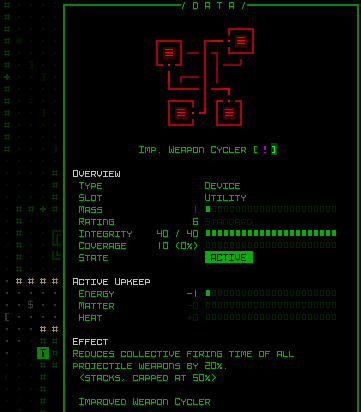 / D A T A /
Imp. Weapon Cycler [ ! ]
Overview
Type Device
Slot Utility
Mass 1
Rating 6 Standard
Integrity 40 / 40
Coverage 10 (0%)
State ACTIVE
Active Upkeep
Energy -1
Matter -0
Heat +0
Effect
Reduces collective firing time of all
projectile weapons by 20%.
<stacks, capped at 50%>
Improved Weapon Cycler